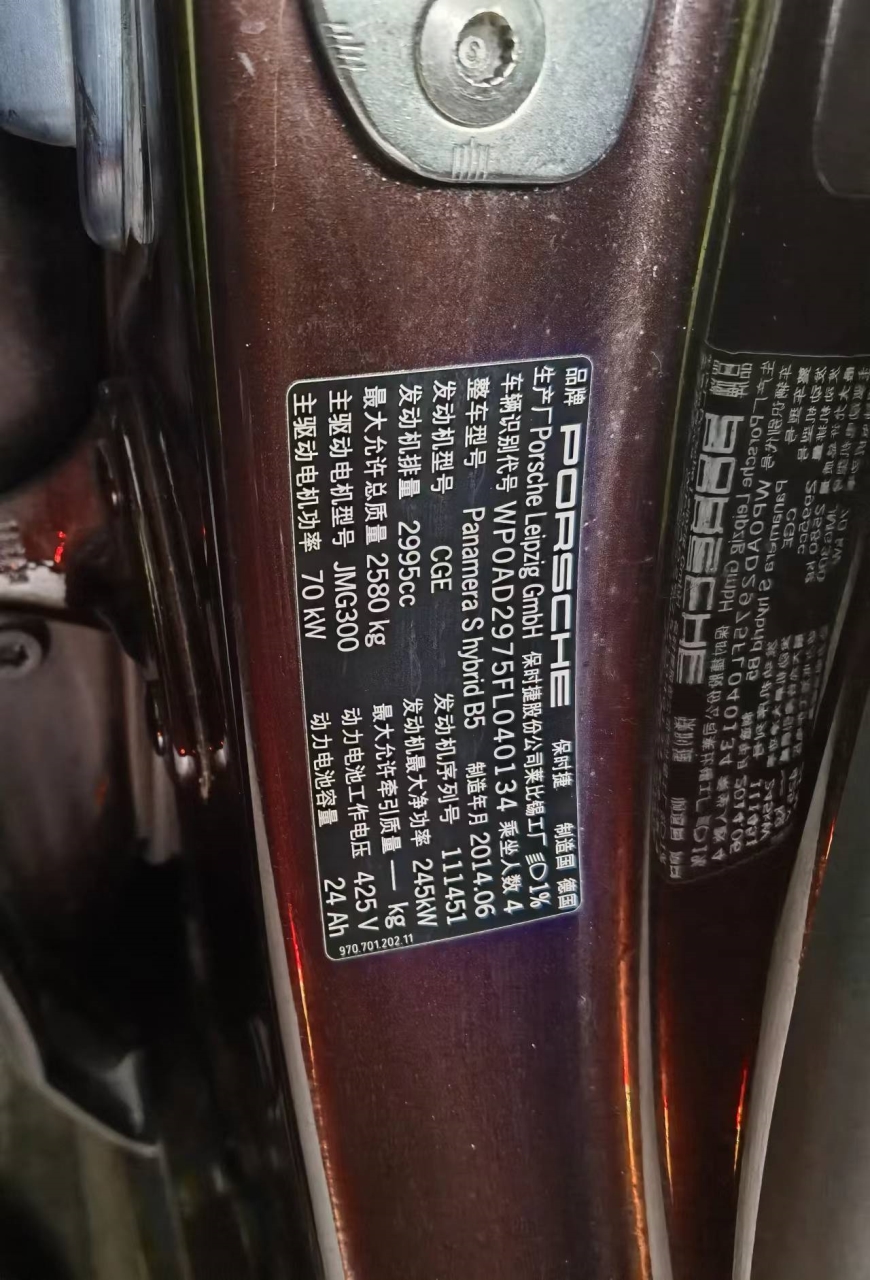 品牌 PORSCHE 保时捷 制造国 德国
生产厂 Porsche Leipzig GmbH 保时捷股份公司莱比锡工厂 1%
车辆识别代号 WP0AD2975FL040134 乘坐人数 4
整车型号 Panamera S hybrid B5 制造年月 2014.06
发动机型号 CGE 发动机序列号 111451
发动机排量 2995cc 发动机最大净功率 245kW
最大允许总质量 2580 kg 最大允许牵引质量 — kg
主驱动电机型号 JMG300 动力电池工作电压 425 V
主驱动电机功率 70 kW 动力电池容量 24 Ah
970.701.202.11